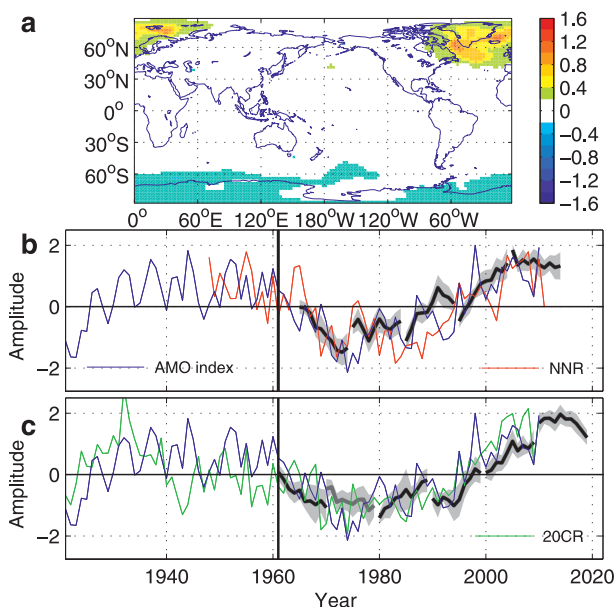 a
60°N
30°N
0°
30°S
60°S
0° 60°E 120°E 180°W 120°W 60°W
1.6
1.2
0.8
0.4
0.2
−0.4
−0.8
−1.2
−1.6
b
Amplitude
2
0
−2
AMO index
NNR
c
Amplitude
2
0
−2
20CR
1940 1960 1980 2000 2020
Year